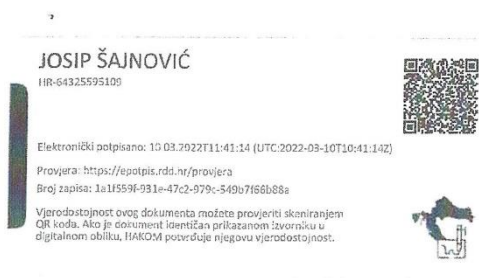 JOSIP ŠAJNOVIĆ
HR-64325595109
Elektronički potpisano: 10 03.2022T11:41:14 (UTC:2022-03-10T10:41:14Z)
Provjera: https://epotpis.rdd.hr/provjera
Broj zapisa: 1a1f559f-931e-47c2-979c-549b7f66b88a
Vjerodostojnost ovog dokumenta možete provjeriti skeniranjem
QR koda. Ako je dokument identičan prikazanom izvorniku u
digitalnom obliku, HAKOM potvrđuje njegovu vjerodostojnost.